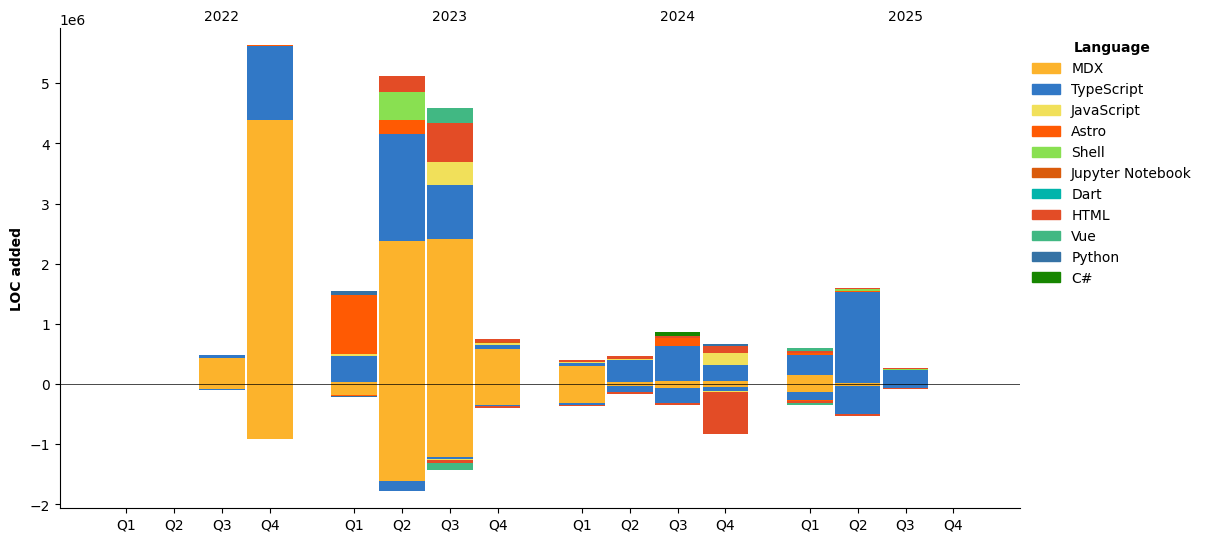 2022 2023 2024 2025
1e6
LOC added
5
4
3
2
1
0
−1
−2
Q1 Q2 Q3 Q4 Q1 Q2 Q3 Q4 Q1 Q2 Q3 Q4 Q1 Q2 Q3 Q4
Language
MDX
TypeScript
JavaScript
Astro
Shell
Jupyter Notebook
Dart
HTML
Vue
Python
C#